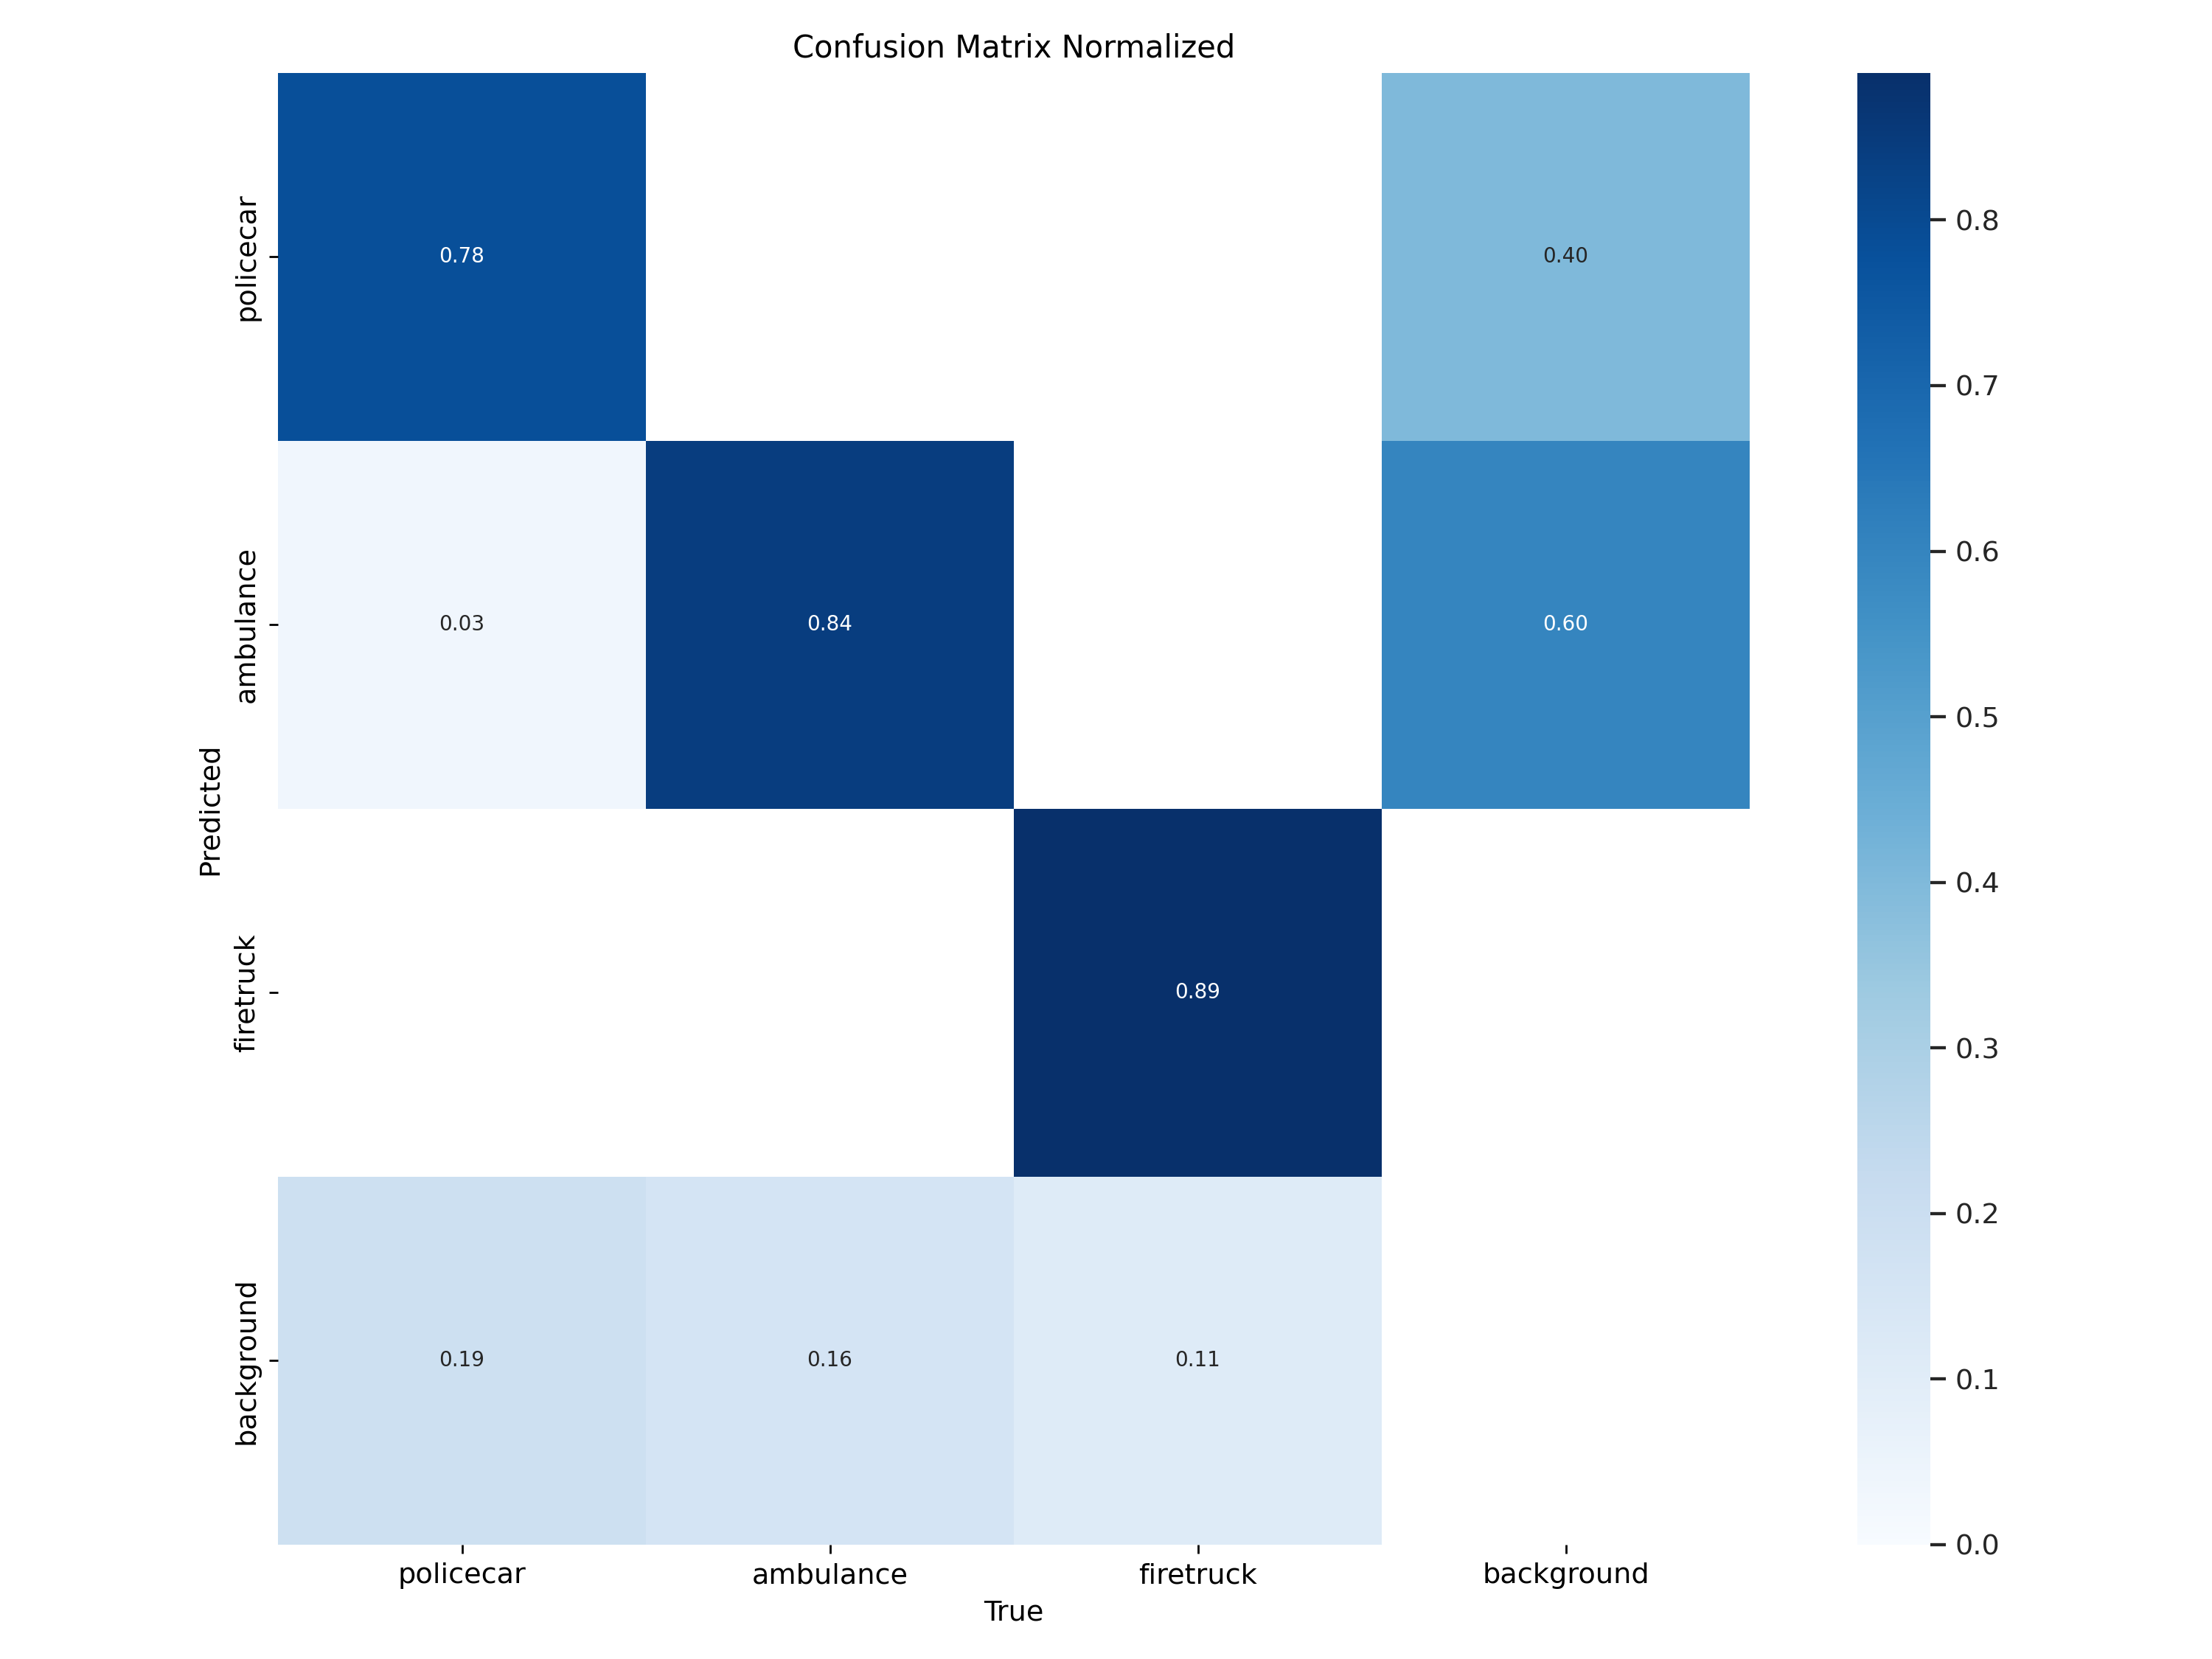 Confusion Matrix Normalized
policecar
0.78
0.40
ambulance
0.03
0.84
0.60
firetruck
0.89
background
0.19
0.16
0.11
Predicted
policecar
ambulance
firetruck
background
True
0.8
0.7
0.6
0.5
0.4
0.3
0.2
0.1
0.0